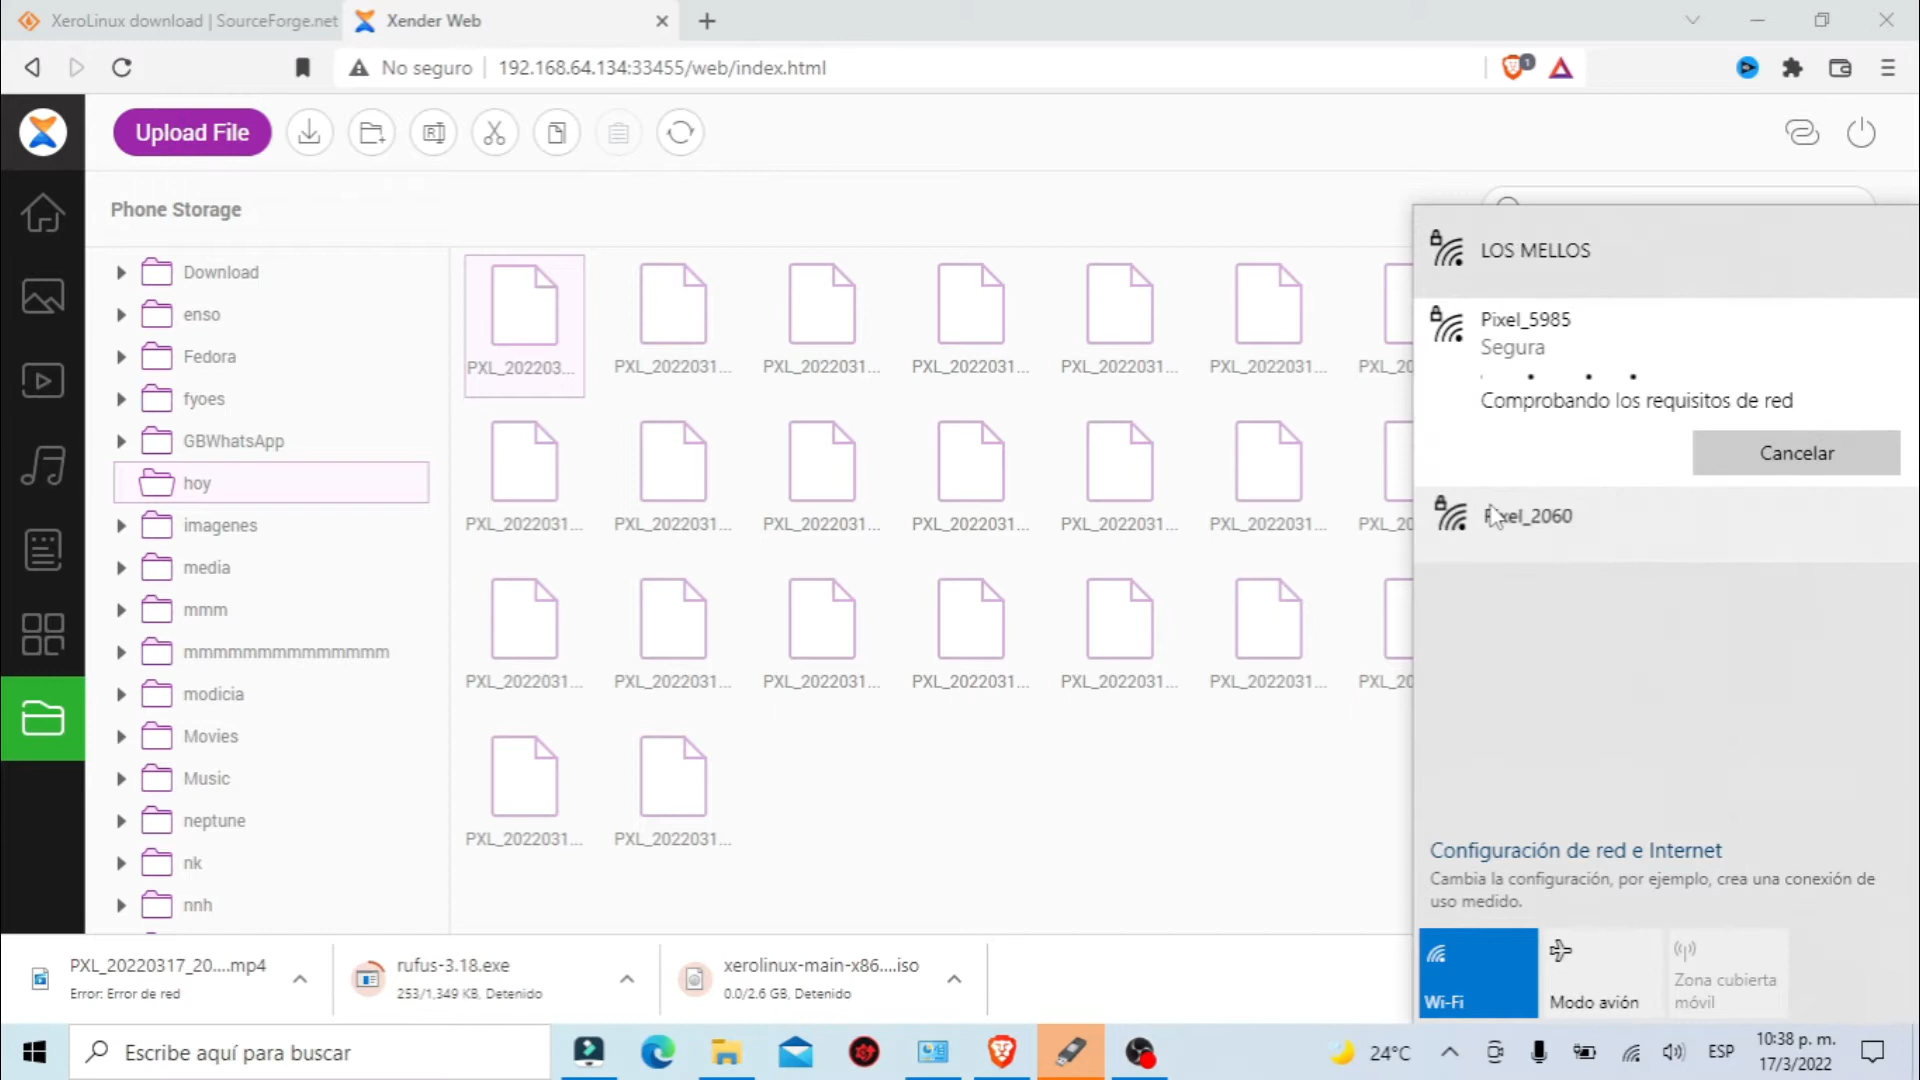 XeroLinux download | SourceForge.net
Xender Web
No seguro
192.168.64.134:33455/web/index.html
1
Upload File
Phone Storage
Download
enso
Fedora
fyoes
GBWhatsApp
hoy
imagenes
media
mmm
mmmmmmmmmmmmmm
modicia
Movies
Music
neptune
nk
nnh
PXL_202203...
PXL_2022031...
PXL_2022031...
PXL_2022031...
PXL_2022031...
PXL_2022031...
PXL_20
PXL_2022031...
PXL_2022031...
PXL_2022031...
PXL_2022031...
PXL_2022031...
PXL_2022031...
PXL_20
PXL_2022031...
PXL_2022031...
PXL_2022031...
PXL_2022031...
PXL_2022031...
PXL_2022031...
PXL_20
PXL_2022031...
PXL_2022031...
LOS MELLOS
Pixel_5985
Segura
Comprobando los requisitos de red
Cancelar
Pixel_2060
Configuración de red e Internet
Cambia la configuración, por ejemplo, crea una conexión de
uso medido.
Wi-Fi
Modo avión
Zona cubierta
móvil
PXL_20220317_20....mp4
Error: Error de red
rufus-3.18.exe
253/1,349 KB, Detenido
xerolinux-main-x86....iso
0.0/2.6 GB, Detenido
Escribe aquí para buscar
24°C
ESP
10:38 p. m.
17/3/2022